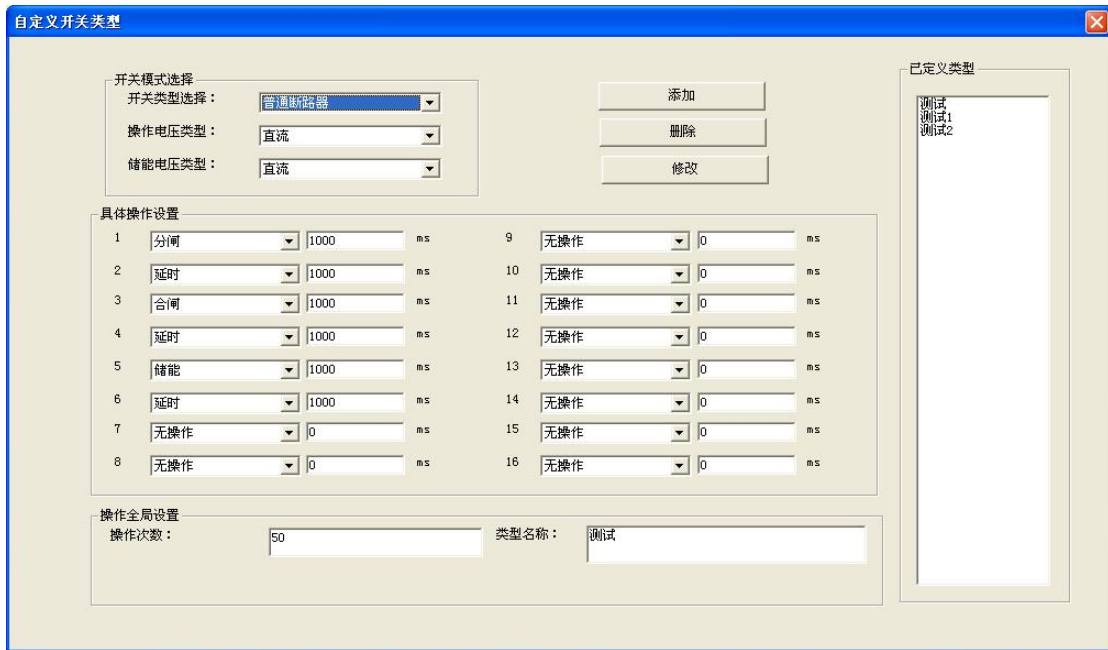 自定义开关类型
开关模式选择
开关类型选择： 普通断路器
操作电压类型： 直流
储能电压类型： 直流
添加
删除
修改
已定义类型
测试
测试1
测试2
具体操作设置
1 分闸 1000 ms 9 无操作 0 ms
2 延时 1000 ms 10 无操作 0 ms
3 合闸 1000 ms 11 无操作 0 ms
4 延时 1000 ms 12 无操作 0 ms
5 储能 1000 ms 13 无操作 0 ms
6 延时 1000 ms 14 无操作 0 ms
7 无操作 0 ms 15 无操作 0 ms
8 无操作 0 ms 16 无操作 0 ms
操作全局设置
操作次数： 50 类型名称： 测试